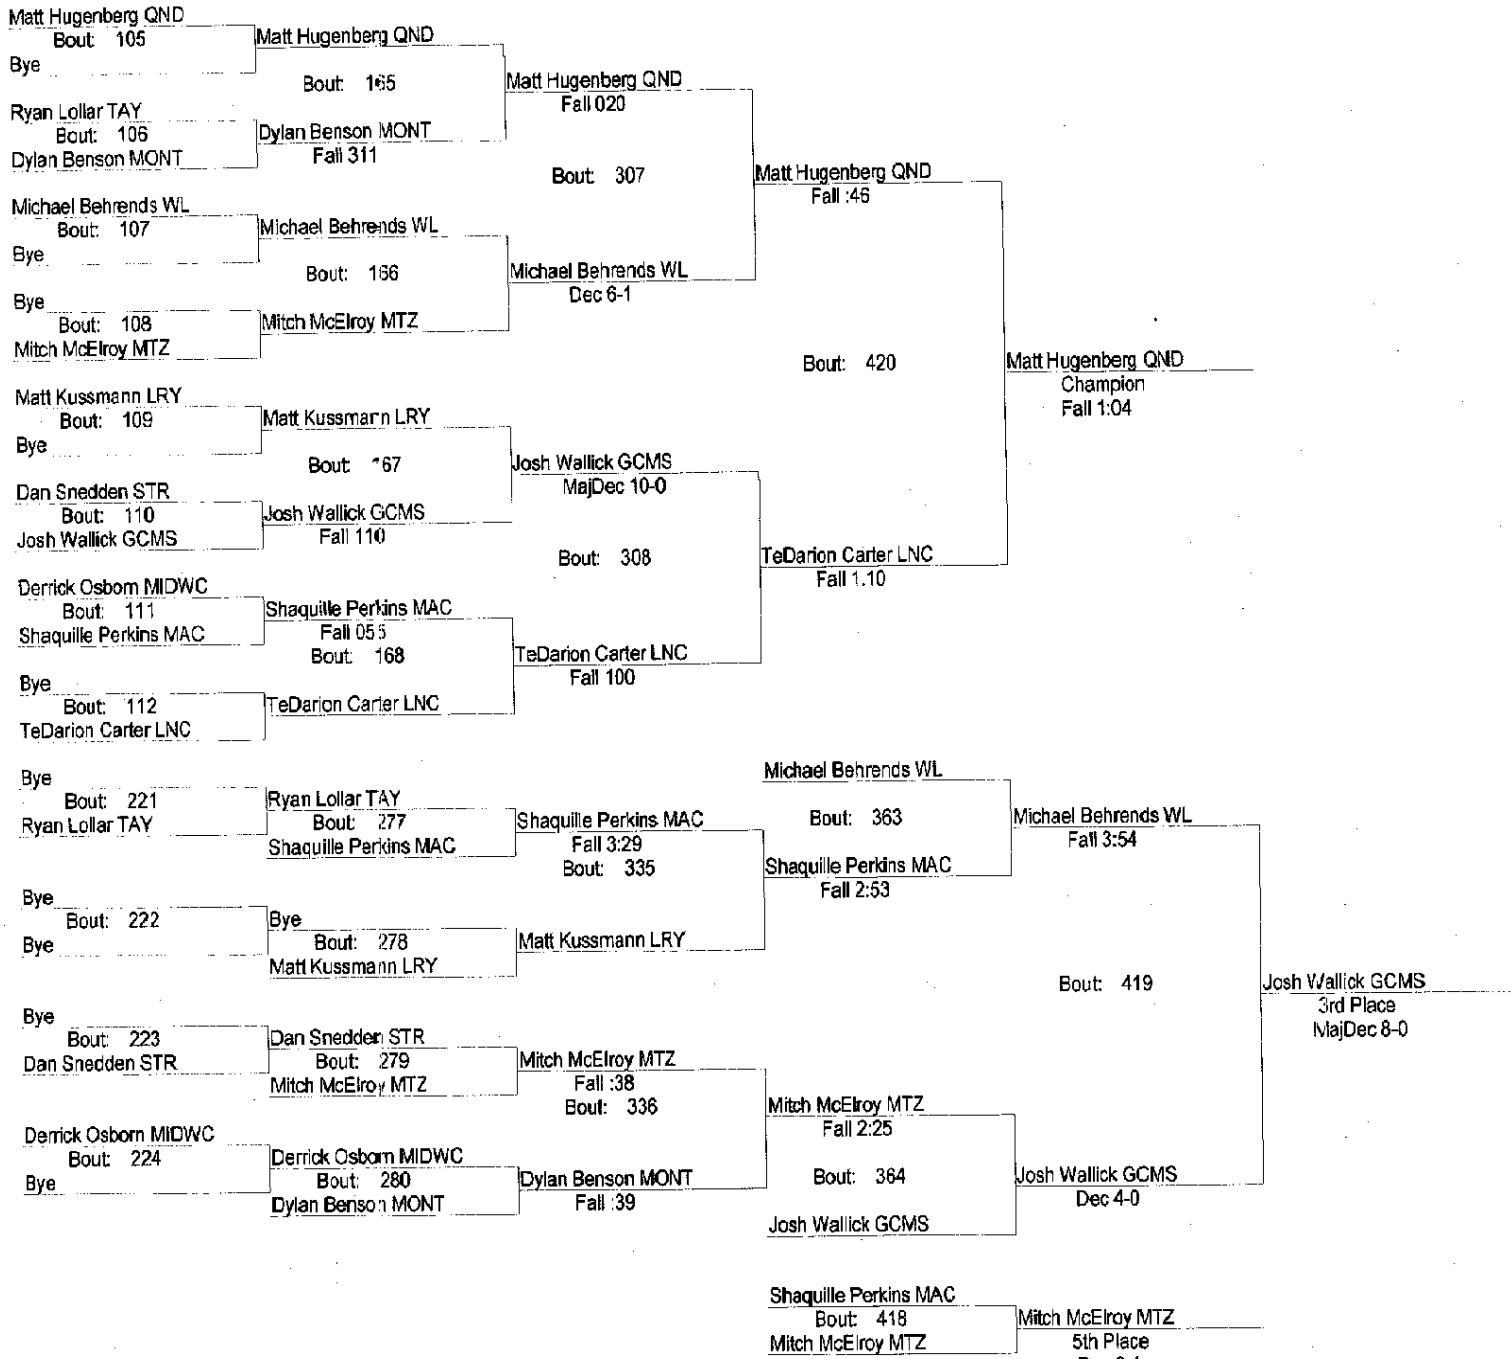 Matt Hugenberg QND
Bout: 105
Bye
Matt Hugenberg QND
Bout: 165
Ryan Lollar TAY
Bout: 106
Dylan Benson MONT
Dylan Benson MONT
Fall 311
Matt Hugenberg QND
Fall 020
Bout: 307
Michael Behrends WL
Bout: 107
Bye
Michael Behrends WL
Bout: 166
Bye
Bout: 108
Mitch McElroy MTZ
Mitch McElroy MTZ
Michael Behrends WL
Dec 6-1
Matt Hugenberg QND
Fall :46
Bout: 420
Matt Kussmann LRY
Bout: 109
Bye
Matt Kussmann LRY
Bout:
Dan Snedden STR
Bout: 110
Josh Wallick GCMS
Josh Wallick GCMS
Fall 110
Josh Wallick GCMS
MajDec 10-0
Bout: 308
Derrick Osborn MIDWC
Bout: 111
Shaquille Perkins MAC
Shaquille Perkins MAC
Fall 055
Bout: 168
Bye
Bout: 112
TeDarion Carter LNC
TeDarion Carter LNC
TeDarion Carter LNC
Fall 100
TeDarion Carter LNC
Fall 1.10
Matt Hugenberg QND
Champion
Fall 1:04
Bye
Bout: 221
Ryan Lollar TAY
Ryan Lollar TAY
Bout: 277
Shaquille Perkins MAC
Shaquille Perkins MAC
Fall 3:29
Bout: 335
Bye
Bout: 222
Bye
Bye
Bout: 278
Matt Kussmann LRY
Matt Kussmann LRY
Michael Behrends WL
Bout: 363
Shaquille Perkins MAC
Fall 2:53
Michael Behrends WL
Fall 3:54
Bout: 419
Bye
Bout: 223
Dan Snedden STR
Dan Snedden STR
Bout: 279
Mitch McElroy MTZ
Mitch McElroy MTZ
Fall :38
Bout: 336
Derrick Osborn MIDWC
Bout: 224
Bye
Derrick Osborn MIDWC
Bout: 280
Dylan Benson MONT
Dylan Benson MONT
Fall :39
Mitch McElroy MTZ
Fall 2:25
Bout: 364
Josh Wallick GCMS
Josh Wallick GCMS
Dec 4-0
Josh Wallick GCMS
3rd Place
MajDec 8-0
Shaquille Perkins MAC
Bout: 418
Mitch McElroy MTZ
Mitch McElroy MTZ
5th Place